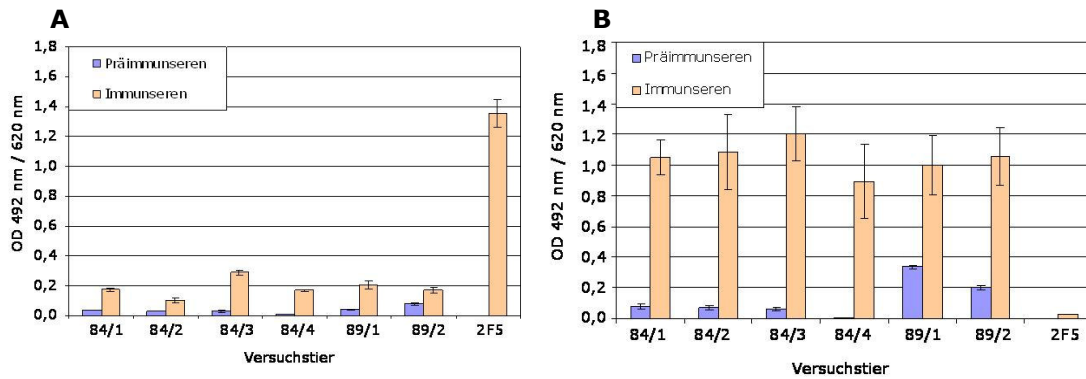 A
1,8
1,6
1,4
1,2
1,0
0,8
0,6
0,4
0,2
0,0
OD 492 nm / 620 nm
Präimmunseren
Immunseren
84/1 84/2 84/3 84/4 89/1 89/2 2F5
Versuchstier
B
1,8
1,6
1,4
1,2
1,0
0,8
0,6
0,4
0,2
0,0
OD 492 nm / 620 nm
Präimmunseren
Immunseren
84/1 84/2 84/3 84/4 89/1 89/2 2F5
Versuchstier